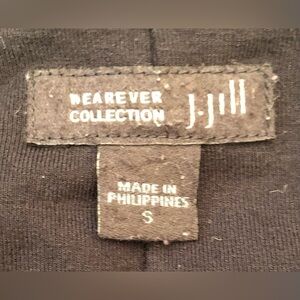 WEAREVER
COLLECTION
J.Jill
MADE IN
PHILIPPINES
S